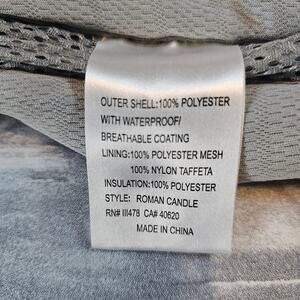 OUTER SHELL:100% POLYESTER
WITH WATERPROOF/
BREATHABLE COATING
LINING:100% POLYESTER MESH
100% NYLON TAFFETA
INSULATION:100% POLYESTER
STYLE: ROMAN CANDLE
RN# III478 CA# 40620
MADE IN CHINA